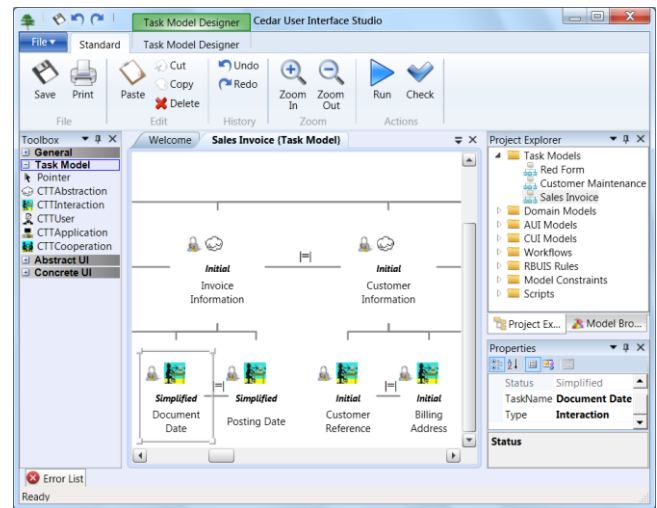 Task Model Designer Cedar User Interface Studio
File Standard Task Model Designer
Save Print Paste Cut Copy Delete Undo Redo Zoom In Zoom Out Run Check
File Edit History Zoom Actions
Toolbox
General
Task Model
Pointer
CTTAbstraction
CTTInteraction
CTTUser
CTTApplication
CTTCooperation
Abstract UI
Concrete UI
Welcome Sales Invoice {Task Model}
|=|
Initial Initial
Invoice Customer
Information Information
|=| |=|
Simplified Simplified Initial Initial
Document Date
Posting Date
Customer Reference
Billing Address
Project Explorer
Task Models
Red Form
Customer Maintenance
Sales Invoice
Domain Models
AUI Models
CUI Models
Workflows
RBUIS Rules
Model Constraints
Scripts
Project Ex... Model Bro...
Properties
Status Simplified
TaskName Document Date
Type Interaction
Status
Error List
Ready